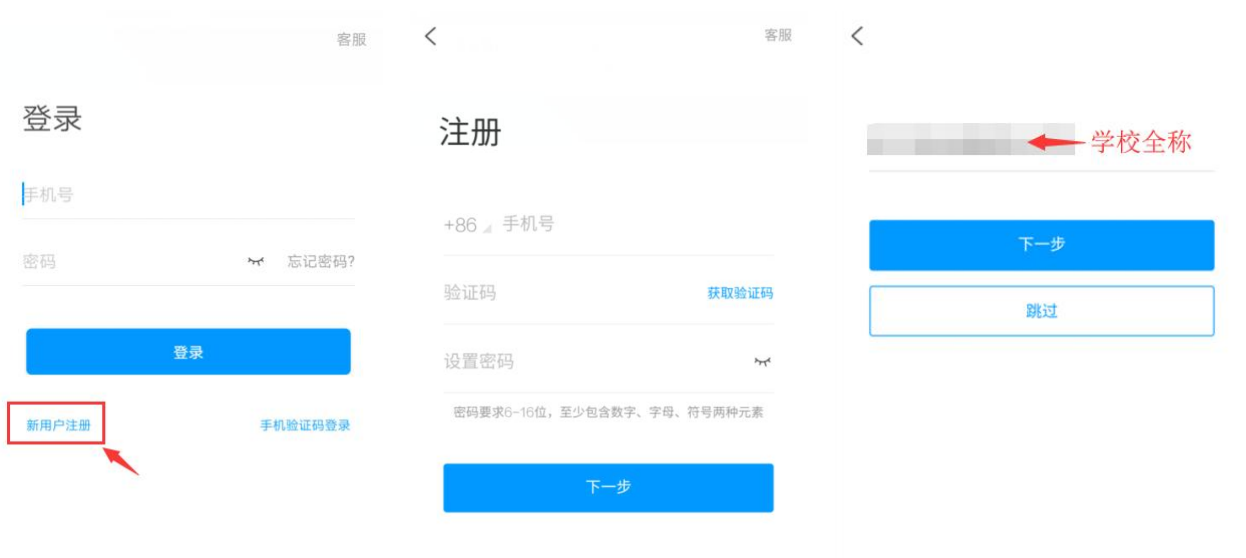 客服
登录
手机号
密码
忘记密码?
登录
新用户注册
手机验证码登录
客服
注册
+86 手机号
验证码
获取验证码
设置密码
密码要求6-16位，至少包含数字、字母、符号两种元素
下一步
学校全称
下一步
跳过